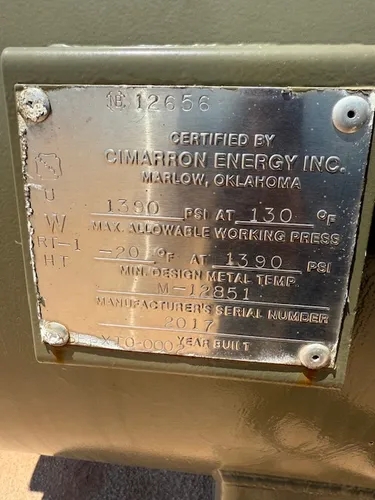 12656
CERTIFIED BY
CIMARRON ENERGY INC.
MARLOW, OKLAHOMA
U
1390 PSI AT 130 °F
W
MAX. ALLOWABLE WORKING PRESS
RT-1
-20 °F AT 1390 PSI
H.T
MIN. DESIGN METAL TEMP
M-12851
MANUFACTURER'S SERIAL NUMBER
2017
YEAR BUILT